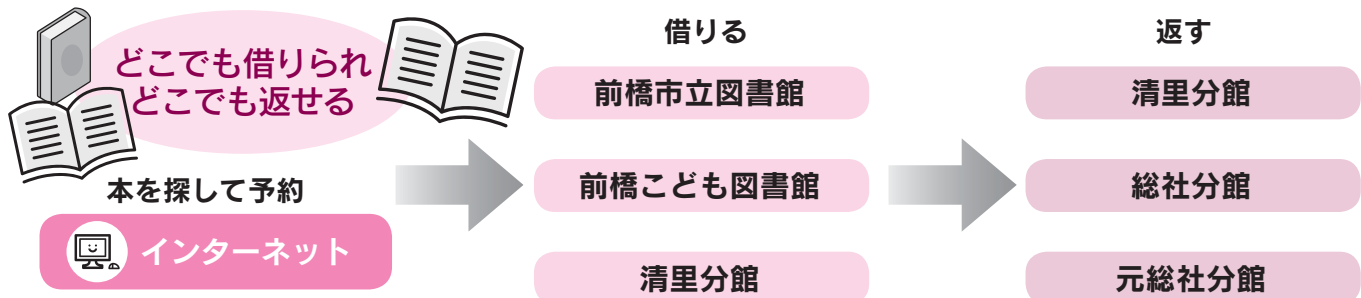 どこでも借りられ
どこでも返せる
本を探して予約
インターネット
借りる
前橋市立図書館
前橋こども図書館
清里分館
返す
清里分館
総社分館
元総社分館